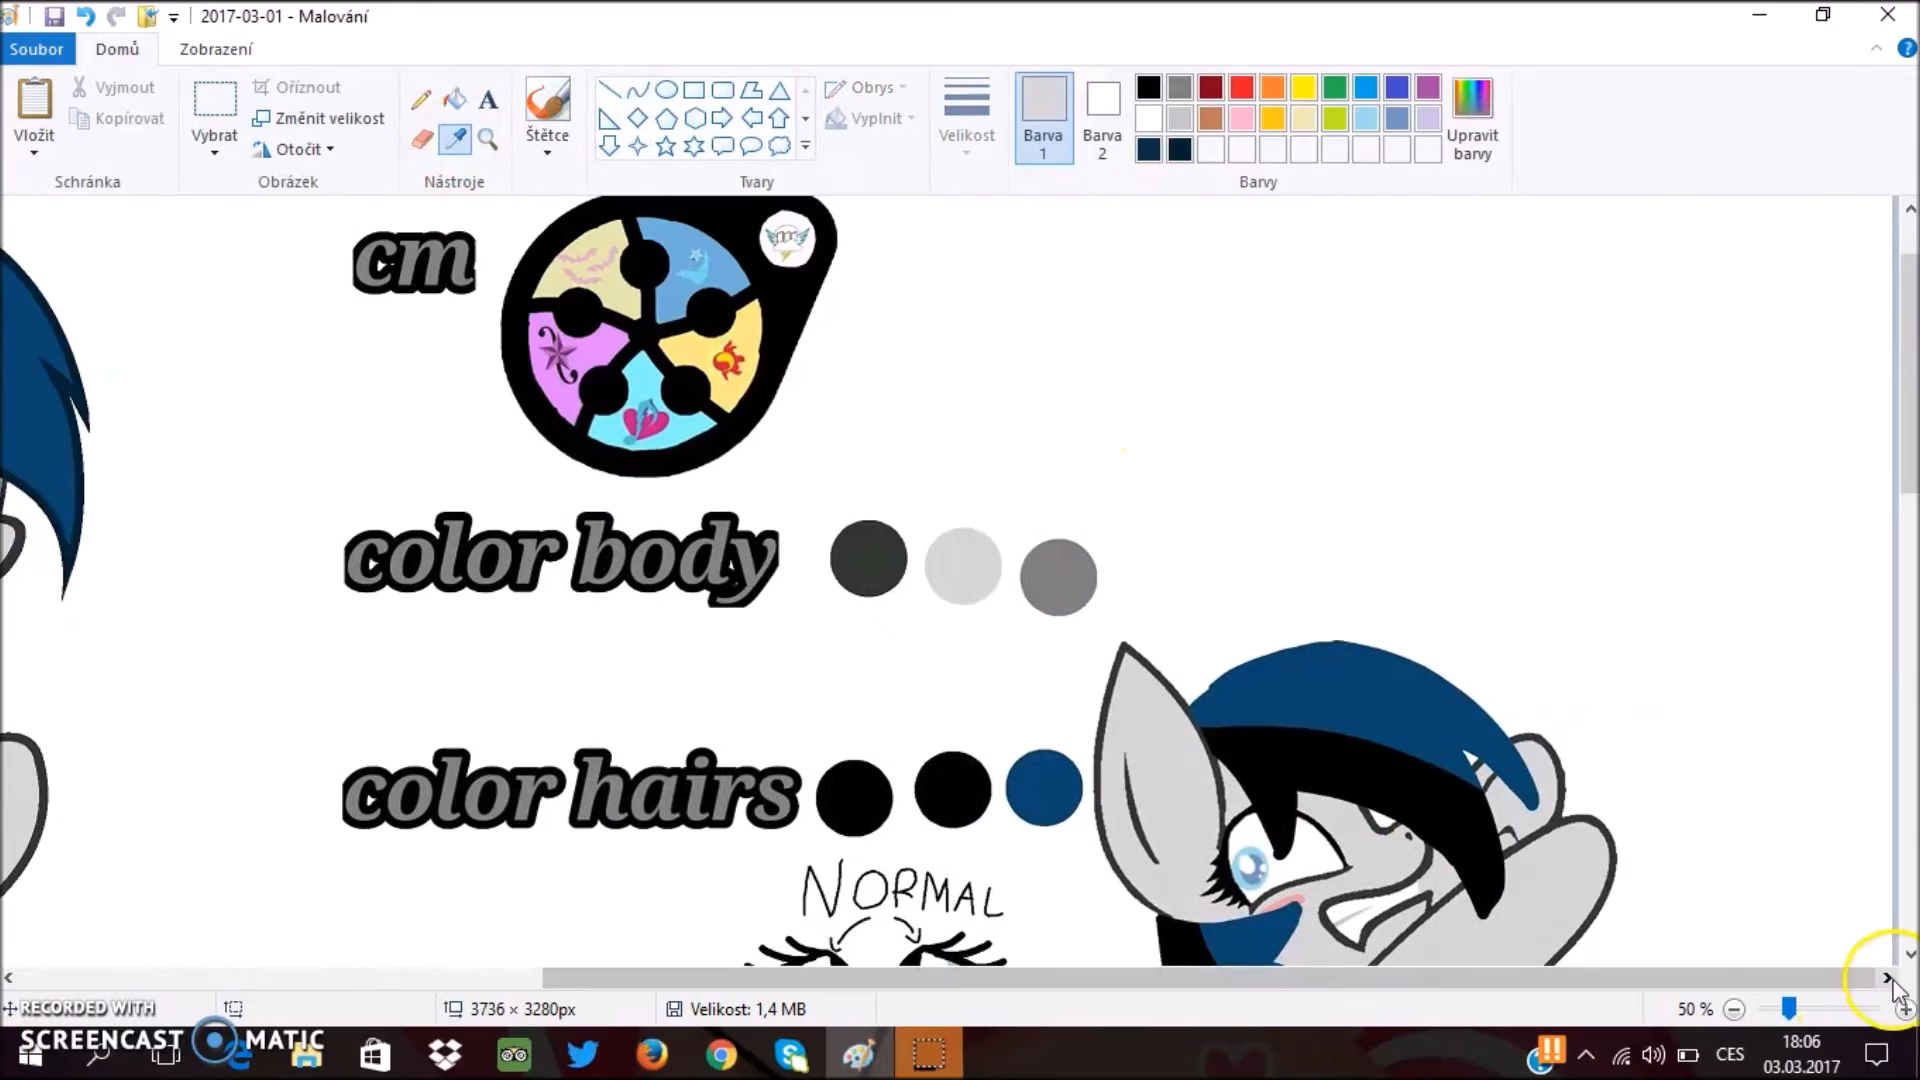 2017-03-01 - Malování
Soubor Domů Zobrazení
Vložit
Vyjmout
Kopírovat
Schránka
Vybrat
Oříznout
Změnit velikost
Otočit
Obrázek
A
Nástroje
Štětce
Tvary
Obrys
Vyplnit
Velikost
Barva
1
Barva
2
Upravit
barvy
Barvy
cm
color body
color hairs
NORMAL
3736 × 3280px
Velikost: 1,4 MB
50 %
RECORDED WITH
SCREENCAST MATIC
CES
18:06
03.03.2017